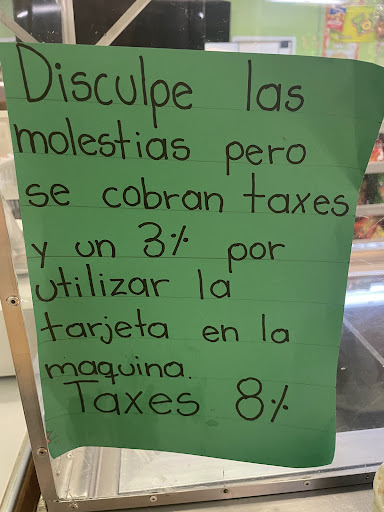 Disculpe las
molestias pero
se cobran taxes
y un 3% por
utilizar la
tarjeta en la
maquina.
Taxes 8%